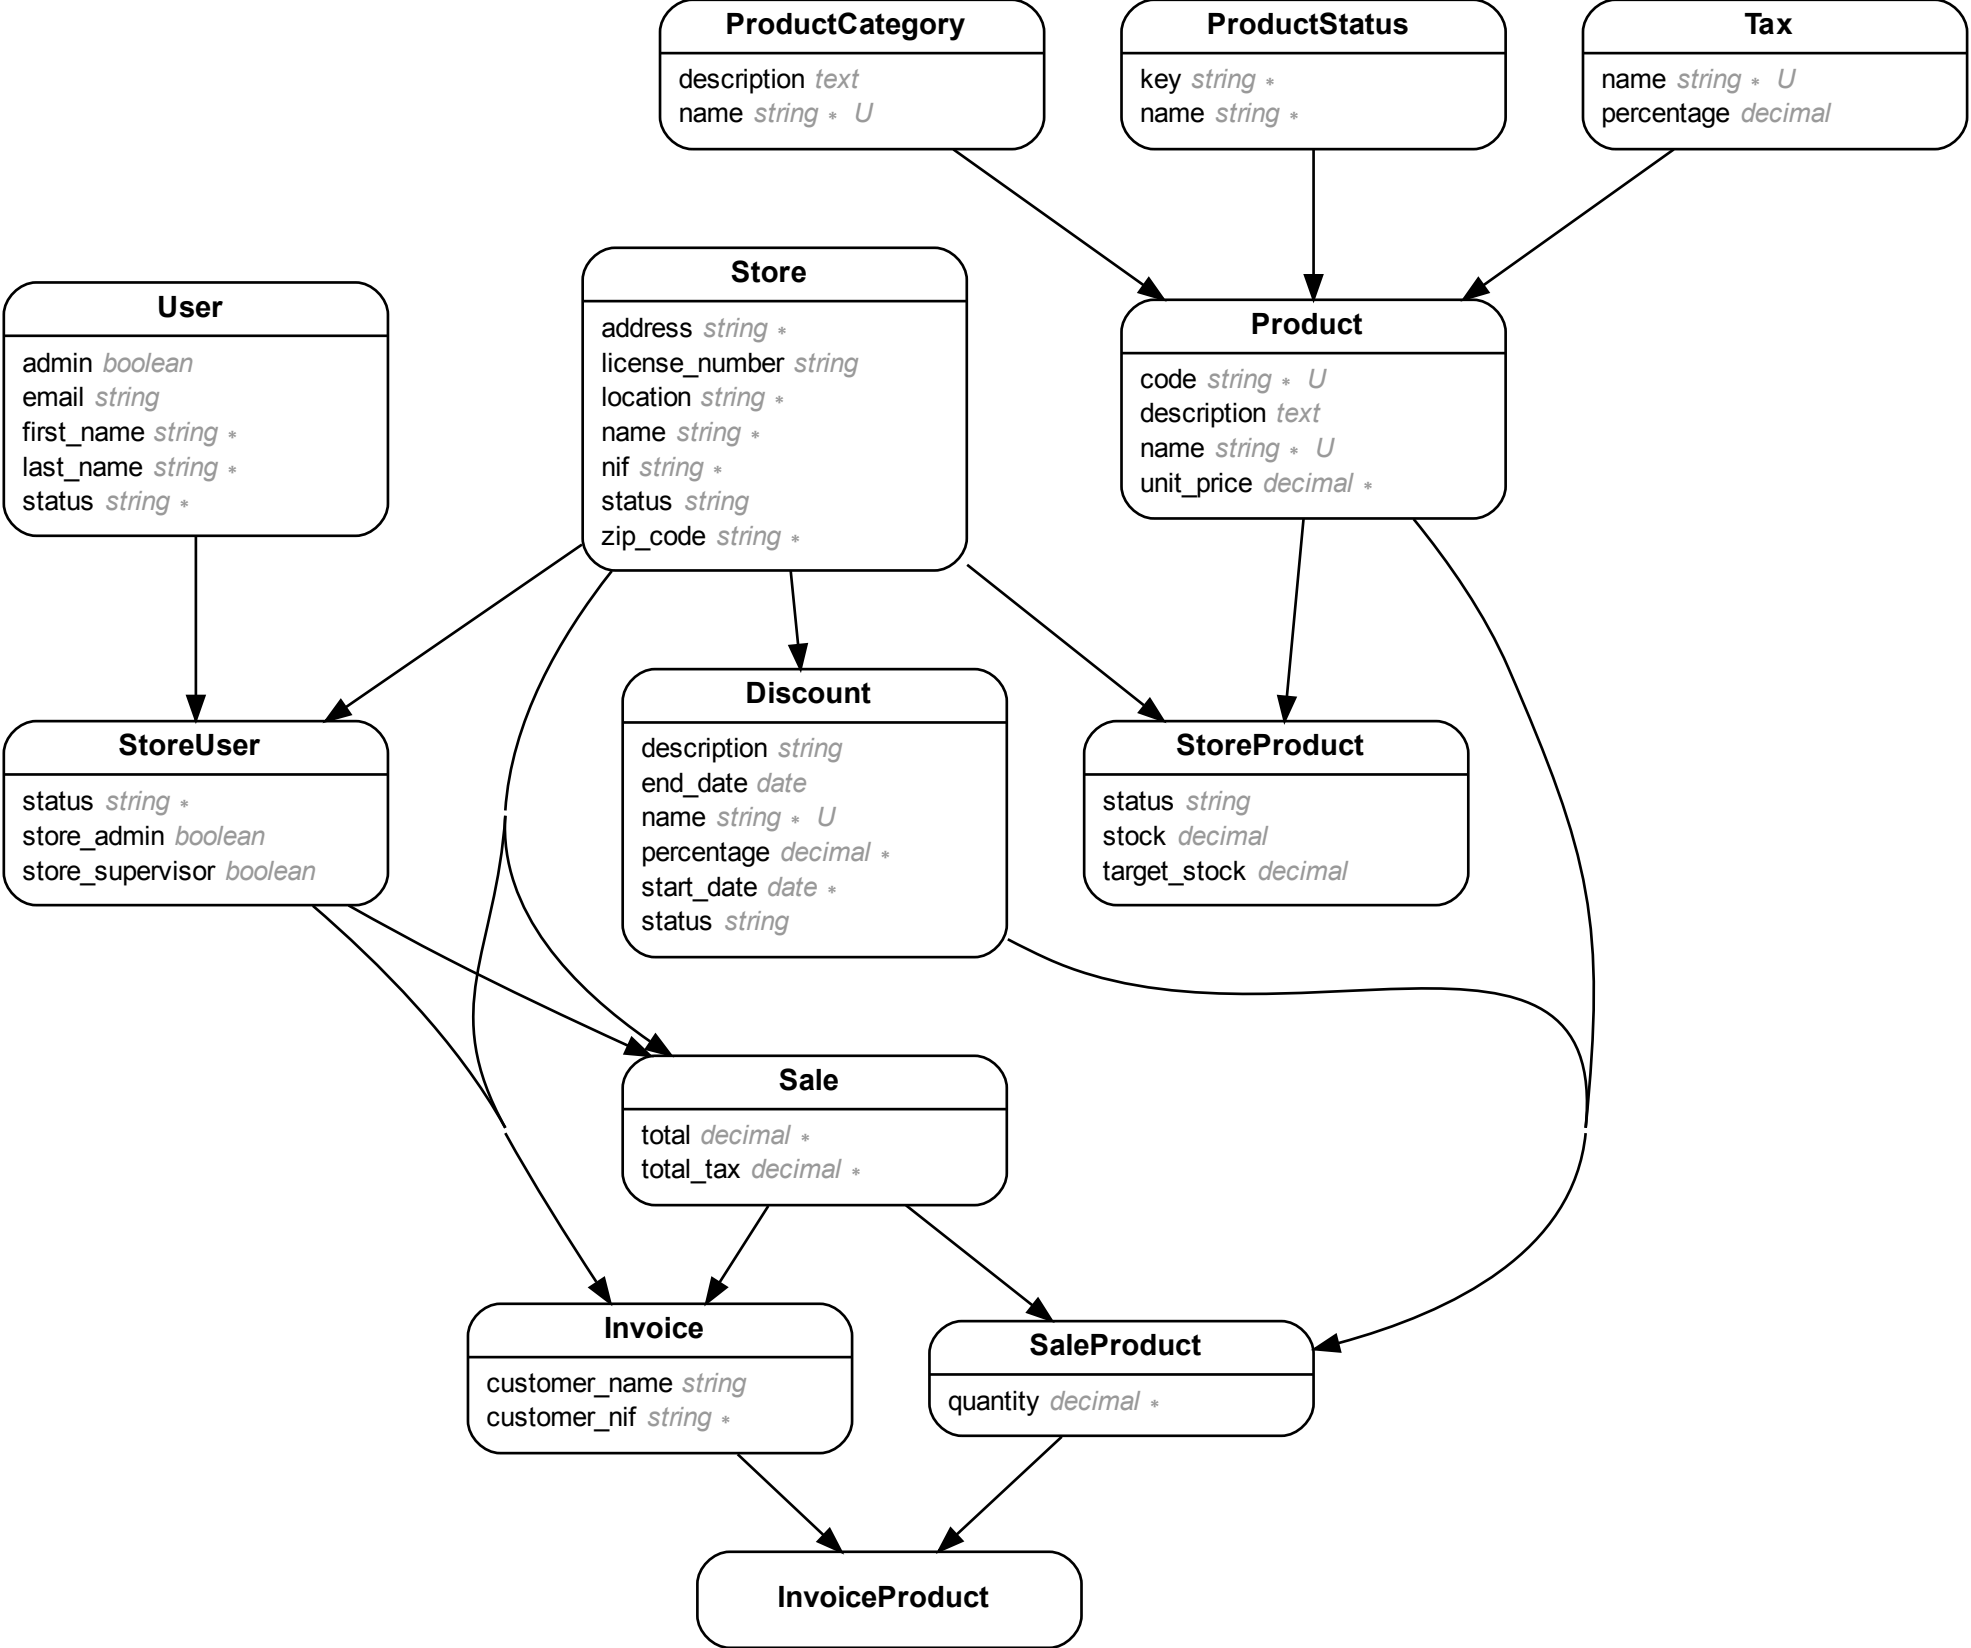 ProductCategory
description text
name string * U
ProductStatus
key string *
name string *
Tax
name string * U
percentage decimal
User
admin boolean
email string
first_name string *
last_name string *
status string *
Store
address string *
license_number string
location string *
name string *
nif string *
status string
zip_code string *
Product
code string * U
description text
name string * U
unit_price decimal *
StoreUser
status string *
store_admin boolean
store_supervisor boolean
Discount
description string
end_date date
name string * U
percentage decimal *
start_date date *
status string
StoreProduct
status string
stock decimal
target_stock decimal
Sale
total decimal *
total_tax decimal *
Invoice
customer_name string
customer_nif string *
SaleProduct
quantity decimal *
InvoiceProduct